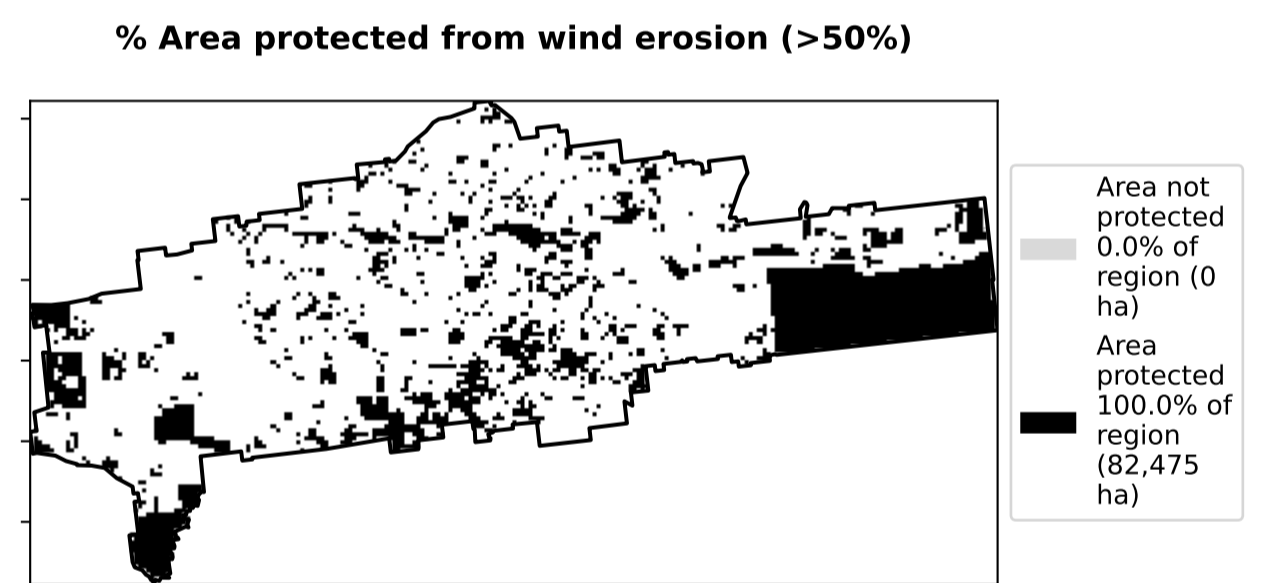 % Area protected from wind erosion (>50%)
Area not
protected
0.0% of
region (0
ha)
Area
protected
100.0% of
region
(82,475
ha)